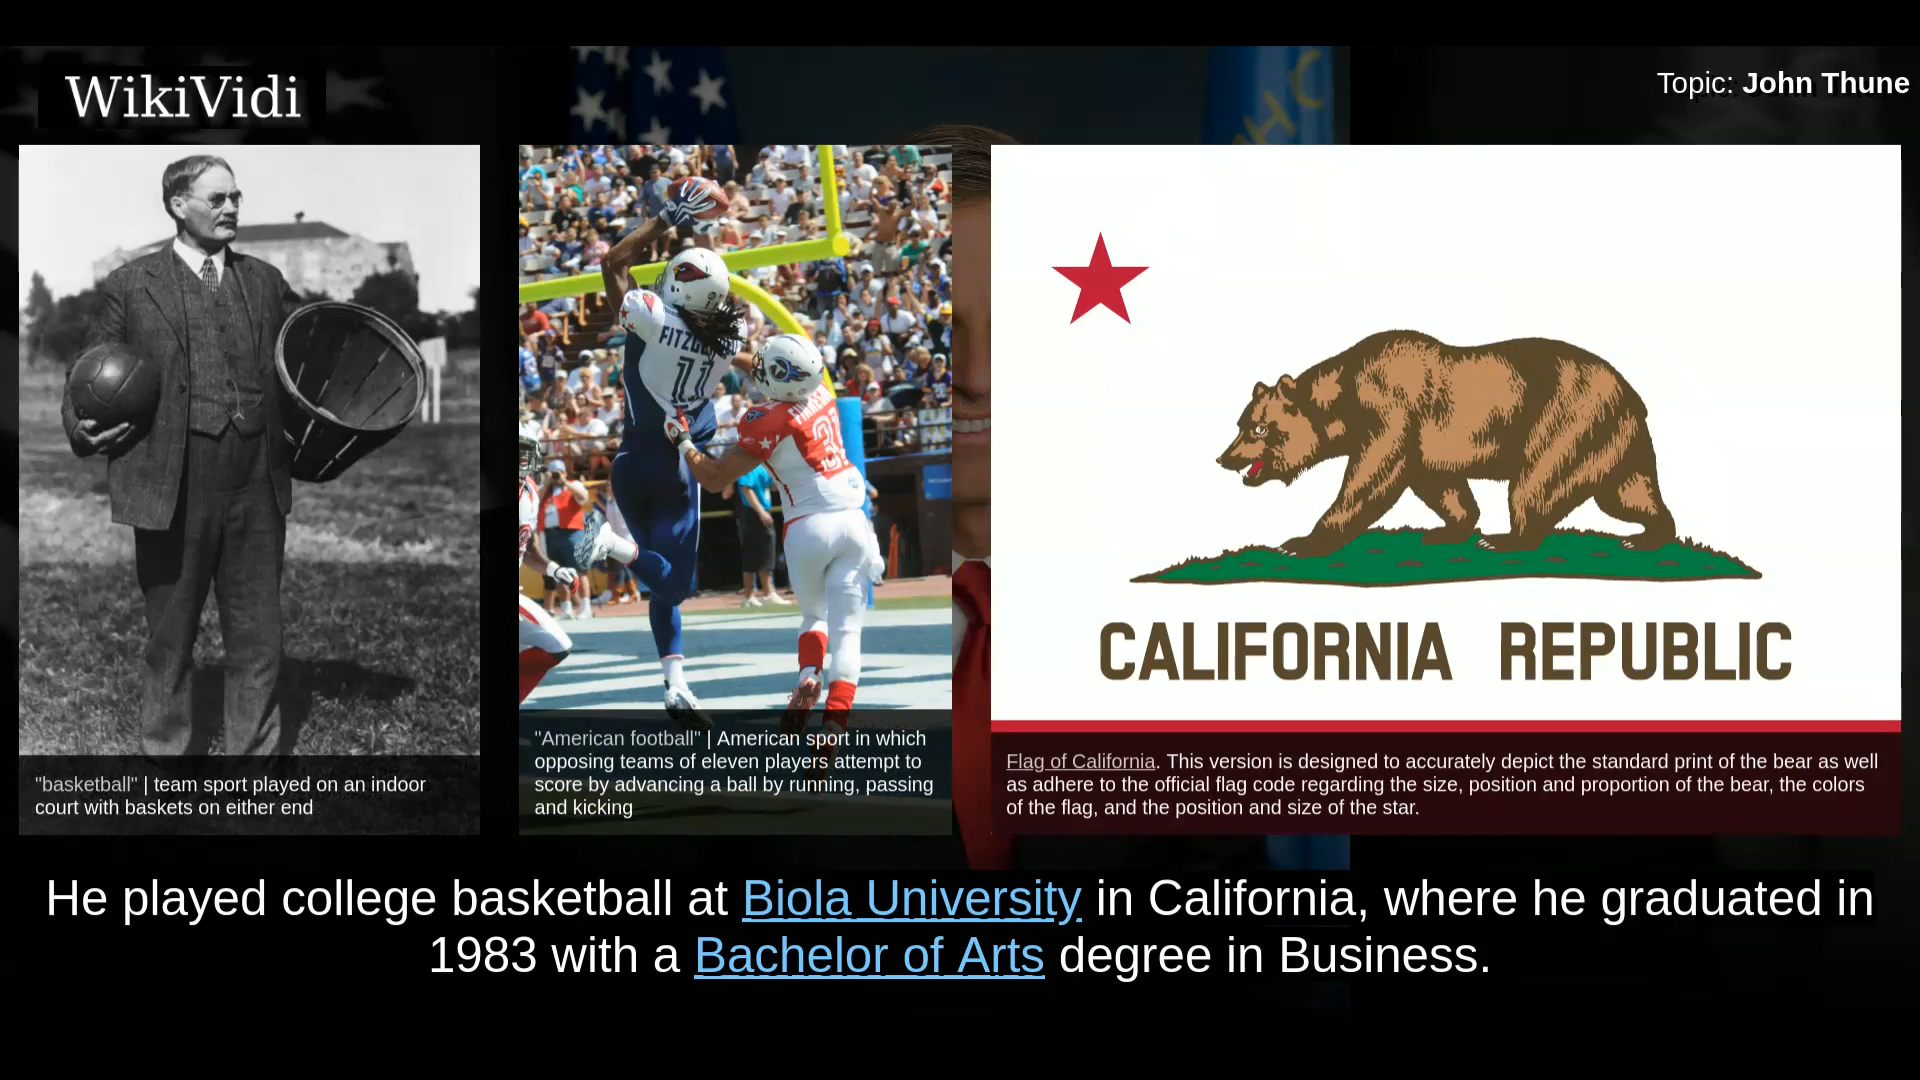 WikiVidi
Topic: John Thune
FITZG
11
31
"basketball" | team sport played on an indoor
court with baskets on either end
"American football" | American sport in which
opposing teams of eleven players attempt to
score by advancing a ball by running, passing
and kicking
CALIFORNIA REPUBLIC
Flag of California. This version is designed to accurately depict the standard print of the bear as well
as adhere to the official flag code regarding the size, position and proportion of the bear, the colors
of the flag, and the position and size of the star.
He played college basketball at Biola University in California, where he graduated in
1983 with a Bachelor of Arts degree in Business.